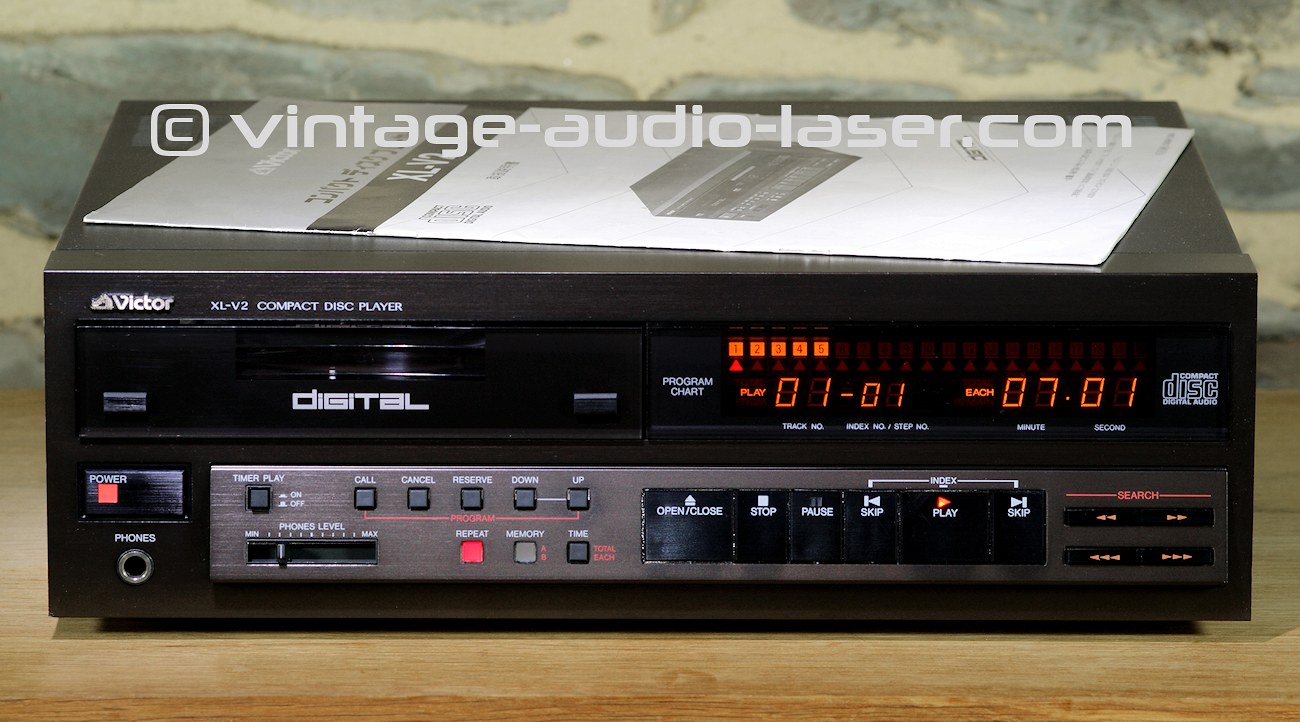 © vintage-audio-laser.com
XL-V2
Victor
XL-V2 COMPACT DISC PLAYER
DIGITAL
PROGRAM CHART
1 2 3 4 5
PLAY 01-01 EACH 07.01
TRACK NO. INDEX NO./STEP NO. MINUTE SECOND
COMPACT
disc
DIGITAL AUDIO
POWER
PHONES
TIMER PLAY
ON
OFF
CALL CANCEL RESERVE DOWN UP
PROGRAM
PHONES LEVEL
MIN MAX
REPEAT MEMORY TIME
A
B
TOTAL
EACH
INDEX
OPEN/CLOSE STOP PAUSE SKIP PLAY SKIP
SEARCH